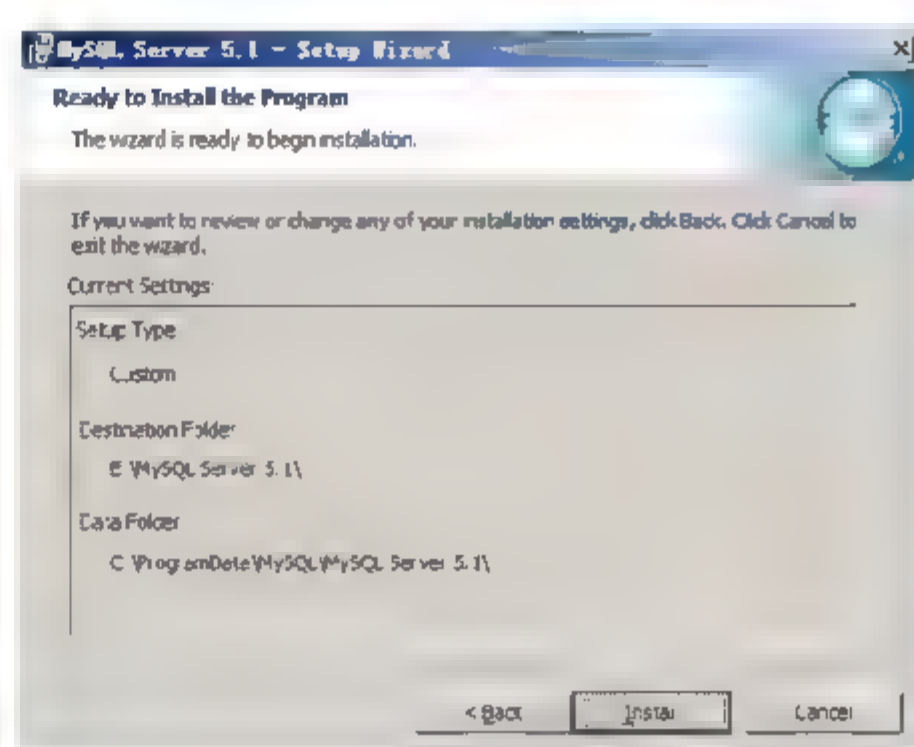 MySQL Server 5.1 - Setup Wizard
Ready to Install the Program
The wizard is ready to begin installation.
If you want to review or change any of your installation settings, click Back. Click Cancel to
exit the wizard.
Current Settings:
Setup Type
Custom
Destination Folder
E:\MySQL Server 5.1\
Data Folder
C:\ProgramData\MySQL\MySQL Server 5.1\
< Back
Install
Cancel